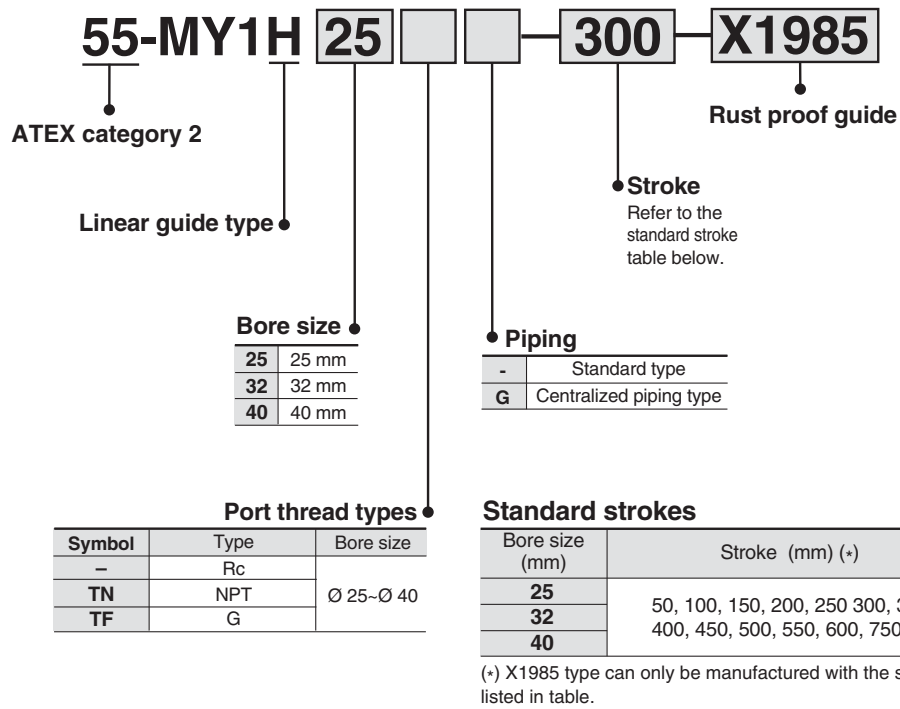 55-MY1H 25 - 300 - X1985
ATEX category 2
Rust proof guide
Stroke
Refer to the
standard stroke
table below.
Linear guide type
Bore size
25 25 mm
32 32 mm
40 40 mm
Piping
- Standard type
G Centralized piping type
Port thread types
Symbol Type Bore size
– Rc
TN NPT Ø 25~Ø 40
TF G
Standard strokes
Bore size
(mm)
Stroke (mm) (*)
25
32
40
50, 100, 150, 200, 250 300,
400, 450, 500, 550, 600, 750
(*) X1985 type can only be manufactured with the
listed in table.